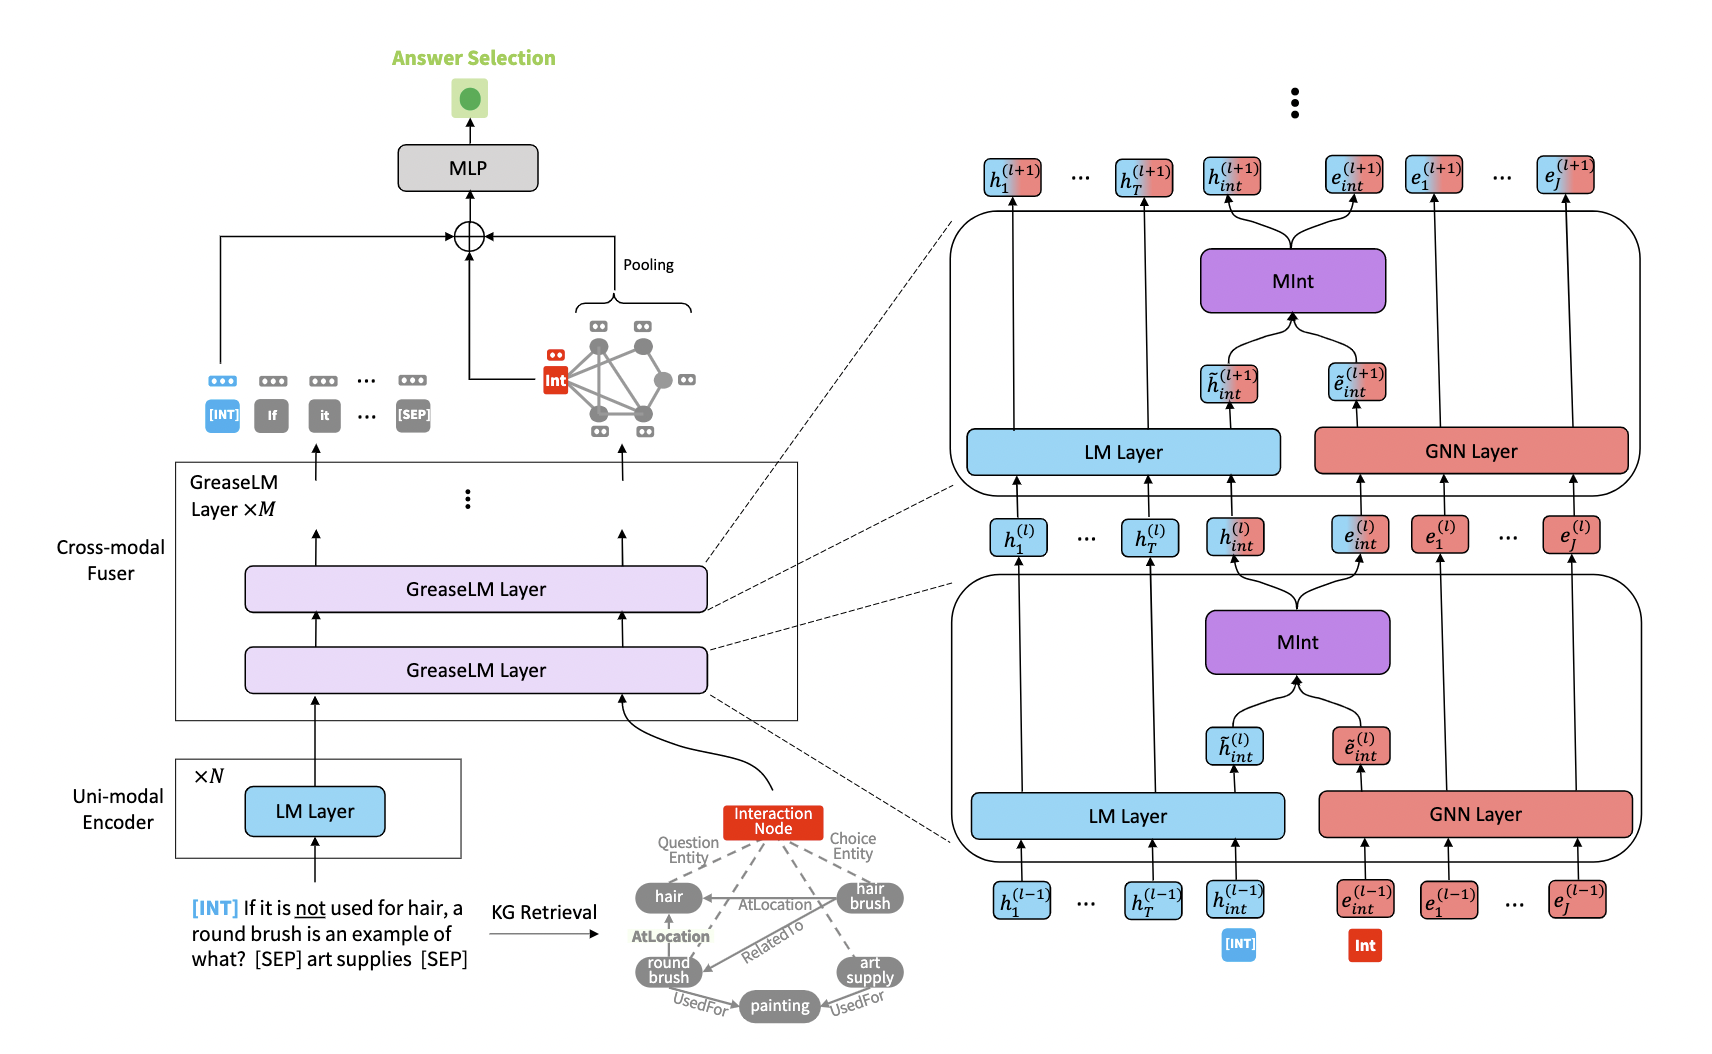 Answer Selection
MLP
Pooling
Int
[INT] If it ... [SEP]
GreaseLM
Layer ×M
Cross-modal
Fuser
GreaseLM Layer
GreaseLM Layer
×N
Uni-modal
Encoder
LM Layer
[INT] If it is not used for hair, a
round brush is an example of
what? [SEP] art supplies [SEP]
KG Retrieval
Interaction
Node
Question
Entity
Choice
Entity
hair
hair
brush
AtLocation
AtLocation
RelatedTo
round
brush
art
supply
UsedFor
painting
UsedFor
h_1^{(l+1)} ... h_T^{(l+1)} h_{int}^{(l+1)} e_{int}^{(l+1)} e_1^{(l+1)} ... e_J^{(l+1)}
MInt
h̃_{int}^{(l+1)} ẽ_{int}^{(l+1)}
LM Layer GNN Layer
h_1^{(l)} ... h_T^{(l)} h_{int}^{(l)} e_{int}^{(l)} e_1^{(l)} ... e_J^{(l)}
MInt
h̃_{int}^{(l)} ẽ_{int}^{(l)}
LM Layer GNN Layer
h_1^{(l-1)} ... h_T^{(l-1)} h_{int}^{(l-1)} e_{int}^{(l-1)} e_1^{(l-1)} ... e_J^{(l-1)}
[INT] Int